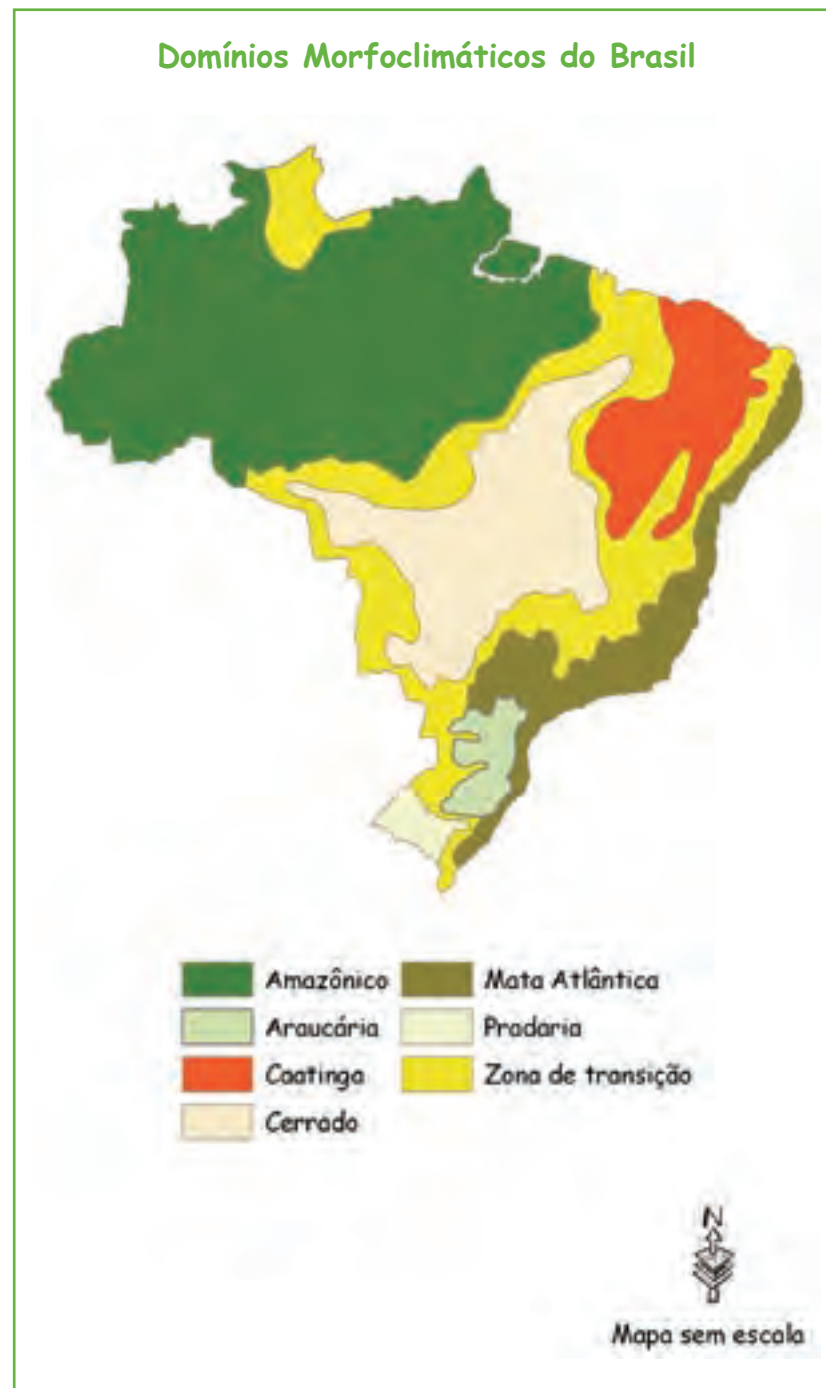 Domínios Morfoclimáticos do Brasil
Amazônico
Mata Atlântica
Araucária
Pradaria
Caatinga
Zona de transição
Cerrado
N
Mapa sem escala